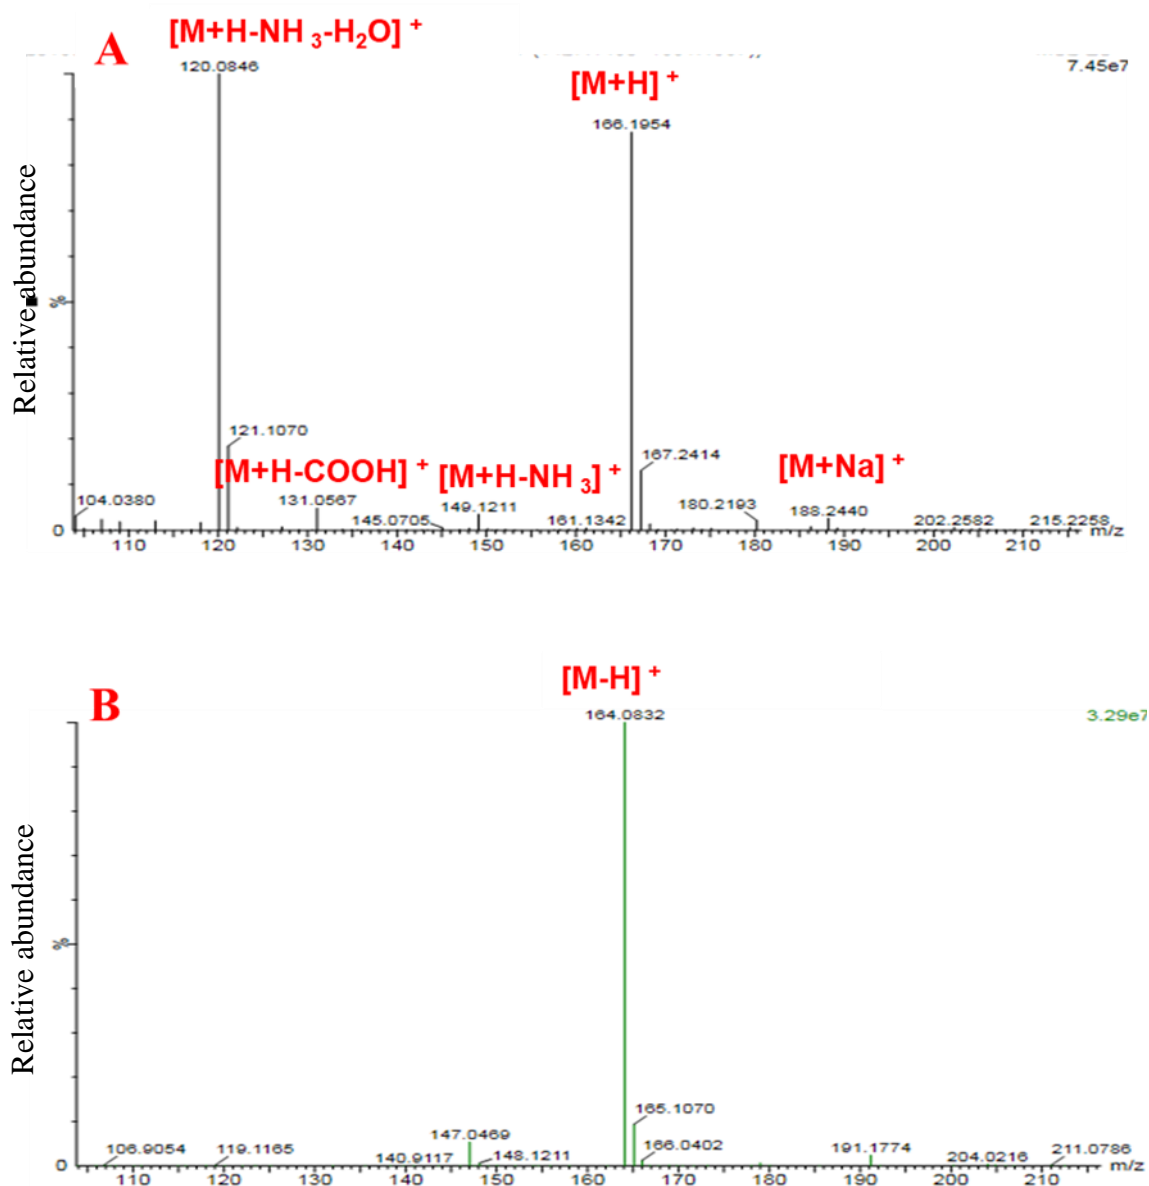 A
[M+H-NH 3-H2O] +
120.0846
[M+H] +
166.1954
7.45e7
Relative abundance
%
121.1070
[M+H-COOH] +
[M+H-NH 3] +
167.2414
[M+Na] +
104.0380
131.0567
145.0705
149.1211
161.1342
180.2193
188.2440
202.2582
215.2258
0
m/z
110 120 130 140 150 160 170 180 190 200 210
B
[M-H] +
164.0832
3.29e7
Relative abundance
%
165.1070
106.9054
119.1165
140.9117
147.0469
148.1211
166.0402
191.1774
204.0216
211.0786
0
m/z
110 120 130 140 150 160 170 180 190 200 210